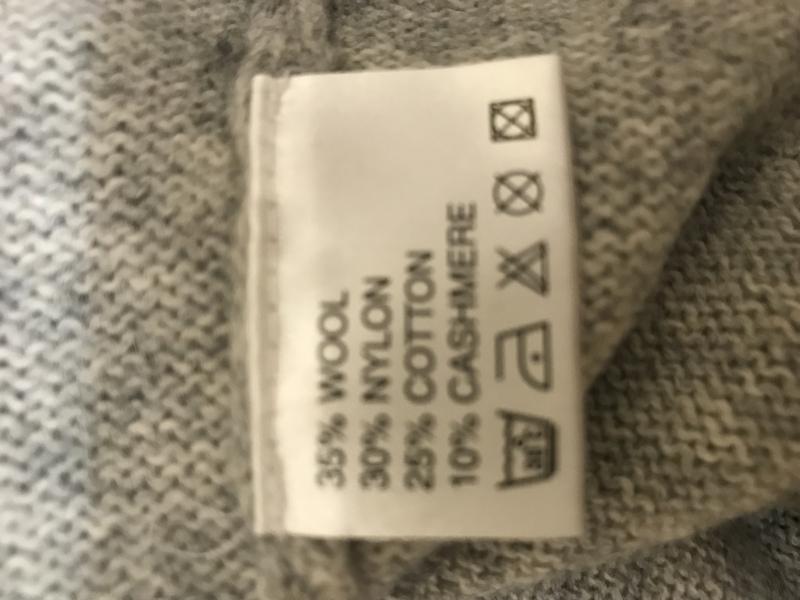 35% WOOL
30% NYLON
25% COTTON
10% CASHMERE